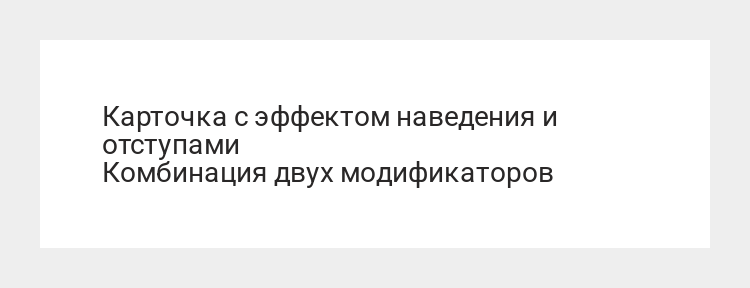 Карточка с эффектом наведения и
отступами
Комбинация двух модификаторов